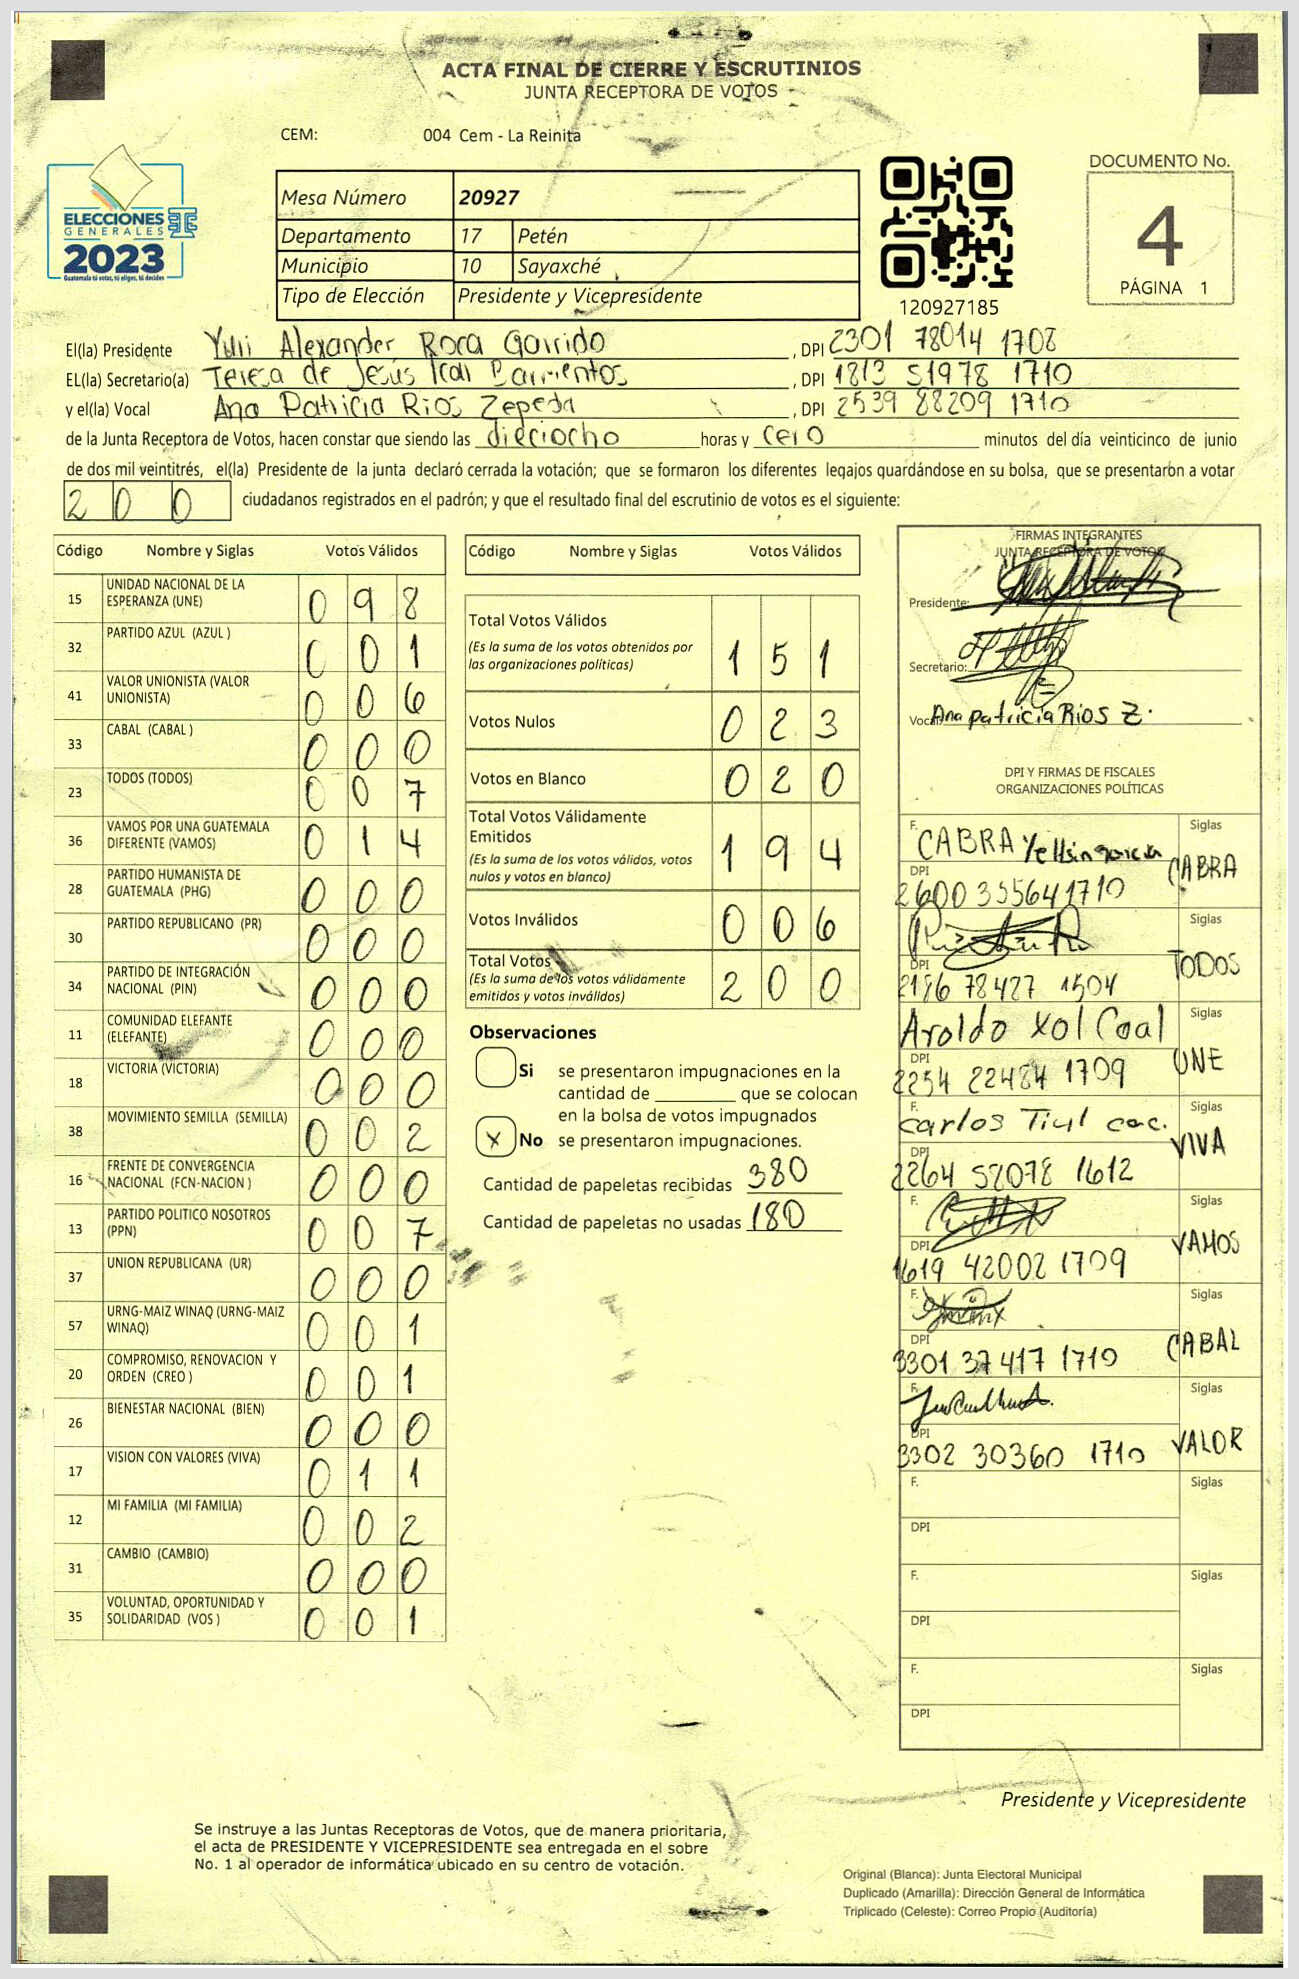 ACTA FINAL DE CIERRE Y ESCRUTINIOS
JUNTA RECEPTORA DE VOTOS
CEM: 004 Cem - La Reinita
ELECCIONES
GENERALES
2023
Guatemala tú votas, tú eliges, tú decides
Mesa Número 20927
Departamento 17 Petén
Municipio 10 Sayaxché
Tipo de Elección Presidente y Vicepresidente
120927185
DOCUMENTO No.
4
PÁGINA 1
El(la) Presidente Yuri Alexander Roca Garrido , DPI 2301 78014 1708
EL(la) Secretario(a) Teresa de Jesús Ical Barrientos , DPI 1813 51978 1710
y el(la) Vocal Ana Patricia Rios Zepeda , DPI 2539 88209 1710
de la Junta Receptora de Votos, hacen constar que siendo las dieciocho horas y cero minutos del día veinticinco de junio
de dos mil veintitrés, el(la) Presidente de la junta declaró cerrada la votación; que se formaron los diferentes legajos guardándose en su bolsa, que se presentaron a votar
200 ciudadanos registrados en el padrón; y que el resultado final del escrutinio de votos es el siguiente:
Código Nombre y Siglas Votos Válidos
15 UNIDAD NACIONAL DE LA ESPERANZA (UNE) 0 9 8
32 PARTIDO AZUL (AZUL ) 0 0 1
41 VALOR UNIONISTA (VALOR UNIONISTA) 0 0 6
33 CABAL (CABAL ) 0 0 0
23 TODOS (TODOS) 0 0 7
36 VAMOS POR UNA GUATEMALA DIFERENTE (VAMOS) 0 1 4
28 PARTIDO HUMANISTA DE GUATEMALA (PHG) 0 0 0
30 PARTIDO REPUBLICANO (PR) 0 0 0
34 PARTIDO DE INTEGRACIÓN NACIONAL (PIN) 0 0 0
11 COMUNIDAD ELEFANTE (ELEFANTE) 0 0 0
18 VICTORIA (VICTORIA) 0 0 0
38 MOVIMIENTO SEMILLA (SEMILLA) 0 0 2
16 FRENTE DE CONVERGENCIA NACIONAL (FCN-NACION ) 0 0 0
13 PARTIDO POLITICO NOSOTROS (PPN) 0 0 7
37 UNION REPUBLICANA (UR) 0 0 0
57 URNG-MAIZ WINAQ (URNG-MAIZ WINAQ) 0 0 1
20 COMPROMISO, RENOVACION Y ORDEN (CREO ) 0 0 1
26 BIENESTAR NACIONAL (BIEN) 0 0 0
17 VISION CON VALORES (VIVA) 0 1 1
12 MI FAMILIA (MI FAMILIA) 0 0 2
31 CAMBIO (CAMBIO) 0 0 0
35 VOLUNTAD, OPORTUNIDAD Y SOLIDARIDAD (VOS ) 0 0 1
Código Nombre y Siglas Votos Válidos
Total Votos Válidos 1 5 1
(Es la suma de los votos obtenidos por
las organizaciones políticas)
Votos Nulos 0 2 3
Votos en Blanco 0 2 0
Total Votos Válidamente
Emitidos 1 9 4
(Es la suma de los votos válidos, votos
nulos y votos en blanco)
Votos Inválidos 0 0 6
Total Votos 2 0 0
(Es la suma de los votos válidamente
emitidos y votos inválidos)
Observaciones
Si se presentaron impugnaciones en la
cantidad de ________ que se colocan
en la bolsa de votos impugnados
X No se presentaron impugnaciones.
Cantidad de papeletas recibidas 380
Cantidad de papeletas no usadas 180
FIRMAS INTEGRANTES
JUNTA RECEPTORA DE VOTOS
Presidente:
Secretario:
Vocal Ana patricia Rios Z.
DPI Y FIRMAS DE FISCALES
ORGANIZACIONES POLÍTICAS
F. CABRA Siglas CABRA
DPI 2600 35564 1710
Siglas TODOS
DPI 2186 78427 1504
Aroldo Xol Caal Siglas UNE
DPI 2254 22484 1709
F. Carlos Tiul cac. Siglas VIVA
DPI 2264 52078 1612
F. Siglas VAMOS
DPI 1619 42002 1709
F. Siglas CABAL
DPI 3301 37417 1710
F. Siglas VALOR
DPI 3302 30360 1710
F. Siglas
DPI
F. Siglas
DPI
F. Siglas
DPI
Presidente y Vicepresidente
Se instruye a las Juntas Receptoras de Votos, que de manera prioritaria,
el acta de PRESIDENTE Y VICEPRESIDENTE sea entregada en el sobre
No. 1 al operador de informática ubicado en su centro de votación.
Original (Blanca): Junta Electoral Municipal
Duplicado (Amarilla): Dirección General de Informática
Triplicado (Celeste): Correo Propio (Auditoría)